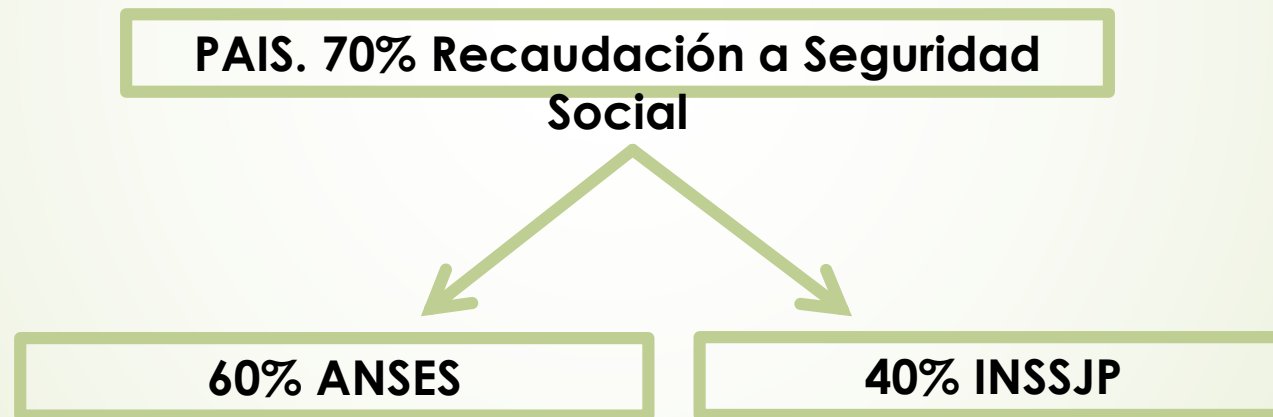 PAIS. 70% Recaudación a Seguridad
Social
60% ANSES
40% INSSJP